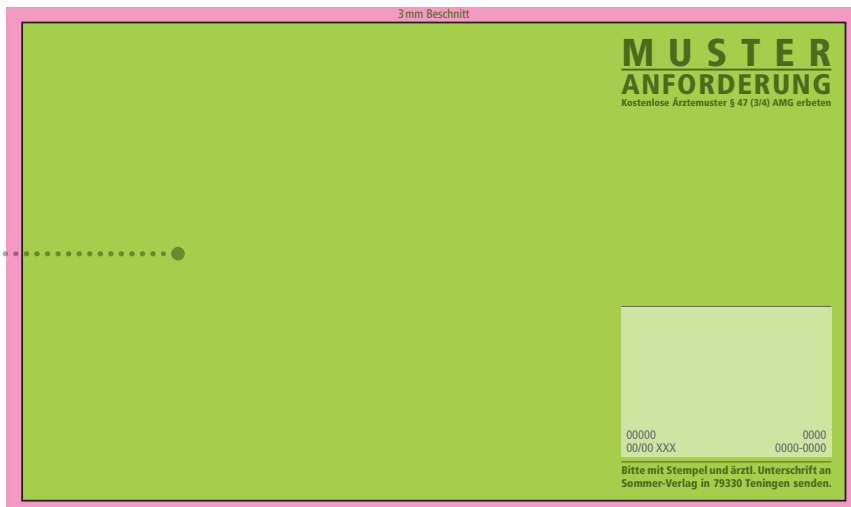 3 mm Beschnitt
MUSTER
ANFORDERUNG
Kostenlose Ärztemuster § 47 (3/4) AMG erbeten
00000 0000
00/00 XXX 0000-0000
Bitte mit Stempel und ärztl. Unterschrift an
Sommer-Verlag in 79330 Teningen senden.